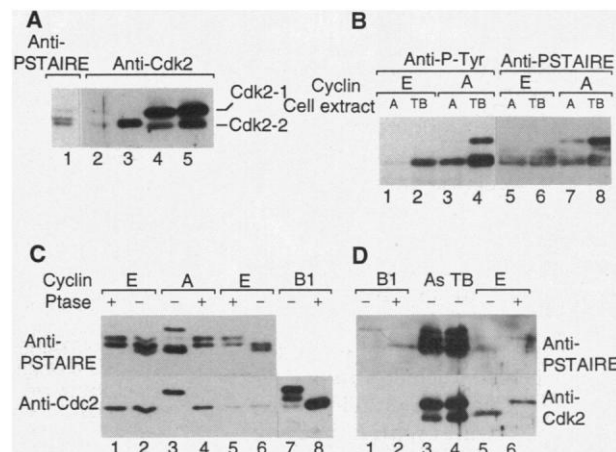 A
Anti-
PSTAIRE
Anti-Cdk2
Cdk2-1
Cdk2-2
1 2 3 4 5
B
Anti-P-Tyr Anti-PSTAIRE
Cyclin E A E A
Cell extract A TB A TB A TB A TB
1 2 3 4 5 6 7 8
C
Cyclin E A E B1
Ptase + − − + + − − +
Anti-
PSTAIRE
Anti-Cdc2
1 2 3 4 5 6 7 8
D
B1 As TB E
− + − − − +
Anti-
PSTAIRE
Anti-
Cdk2
1 2 3 4 5 6